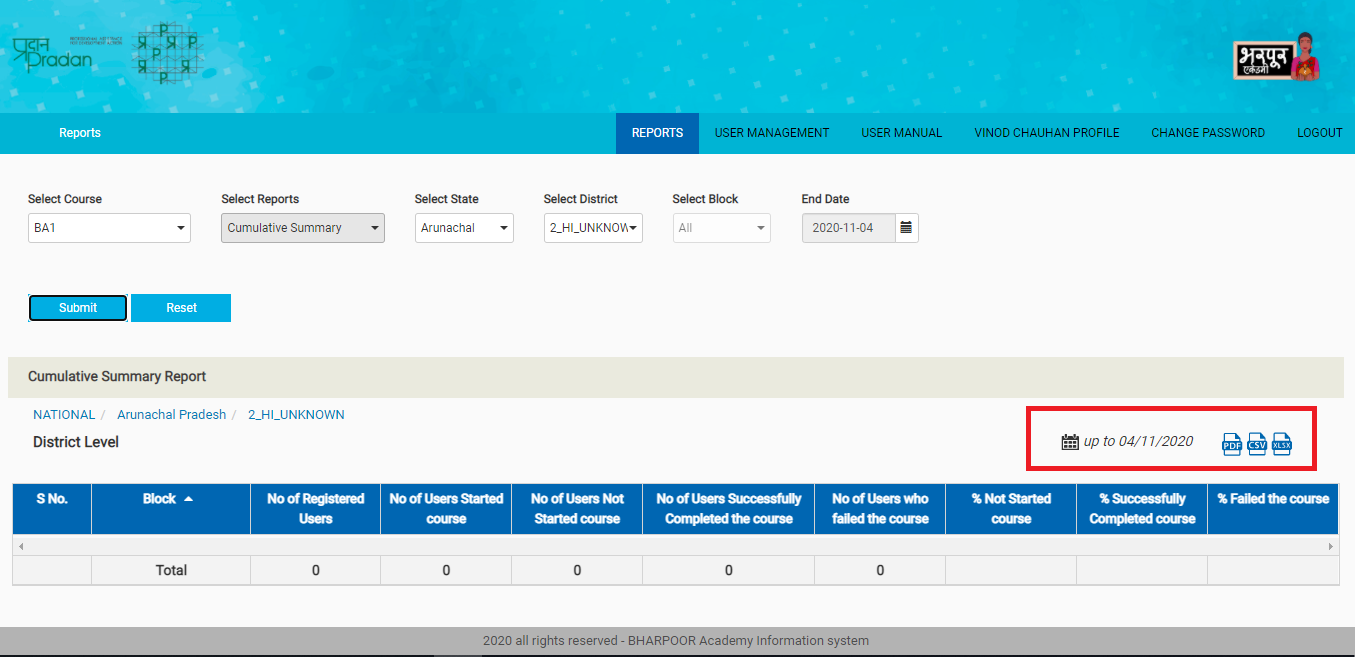 प्रदान
Pradan
PROFESSIONAL ASSISTANCE
FOR DEVELOPMENT ACTION
भरपूर
एकेडमी
Reports
REPORTS USER MANAGEMENT USER MANUAL VINOD CHAUHAN PROFILE CHANGE PASSWORD LOGOUT
Select Course Select Reports Select State Select District Select Block End Date
BA1 Cumulative Summary Arunachal 2_HI_UNKNOW All 2020-11-04
Submit Reset
Cumulative Summary Report
NATIONAL / Arunachal Pradesh / 2_HI_UNKNOWN
District Level
up to 04/11/2020 PDF CSV XLSX
S No. Block No of Registered Users No of Users Started course No of Users Not Started course No of Users Successfully Completed the course No of Users who failed the course % Not Started course % Successfully Completed course % Failed the course
Total 0 0 0 0 0
2020 all rights reserved - BHARPOOR Academy Information system